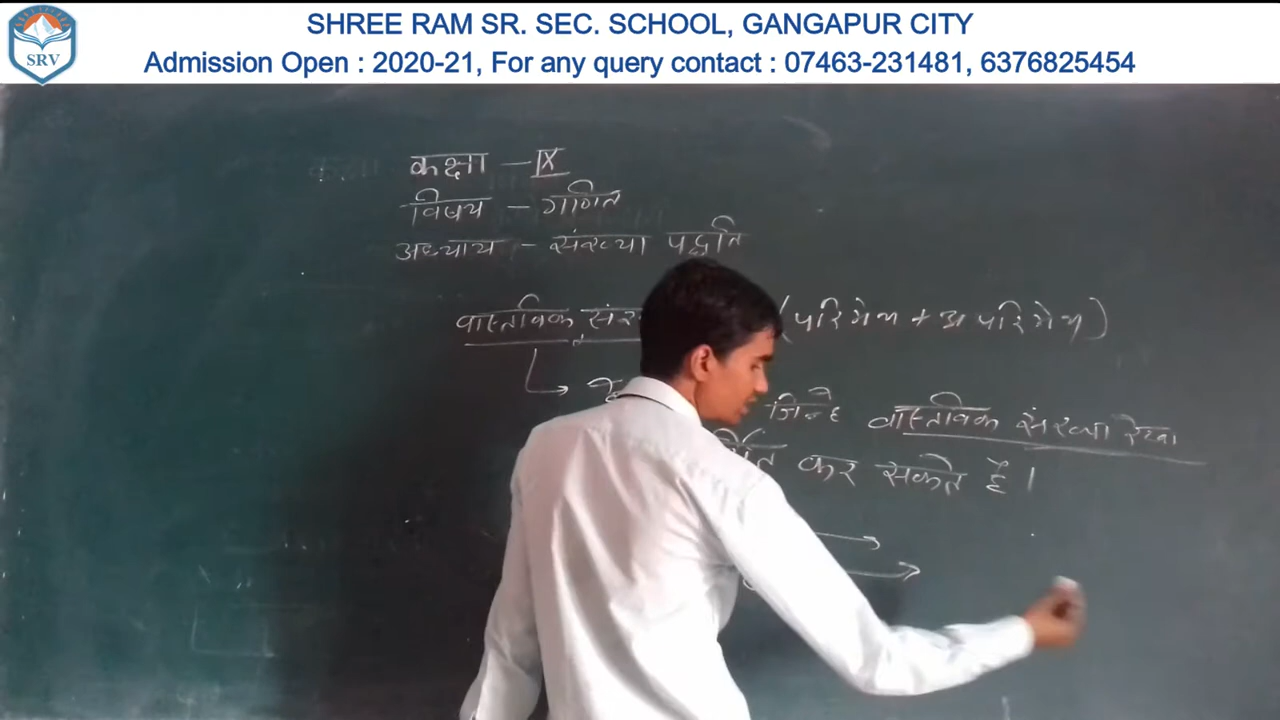 SHREE RAM SR. SEC. SCHOOL, GANGAPUR CITY
Admission Open : 2020-21, For any query contact : 07463-231481, 6376825454
SRV
कक्षा - IX
विषय - गणित
अध्याय - संख्या पद्धति
वास्तविक (परिमेय + अपरिमेय)
जिन्हे वास्तविक संख्या रेखा
कर सकते है।